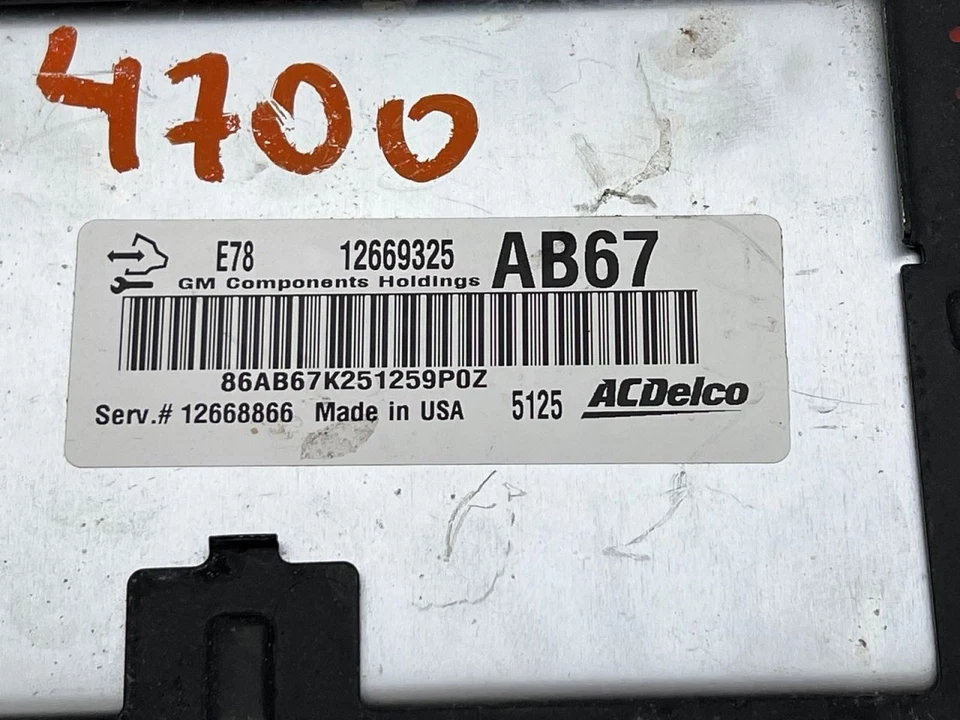 4700
E78 12669325 AB67
GM Components Holdings
86AB67K251259P0Z
Serv.# 12668866 Made in USA 5125 ACDelco